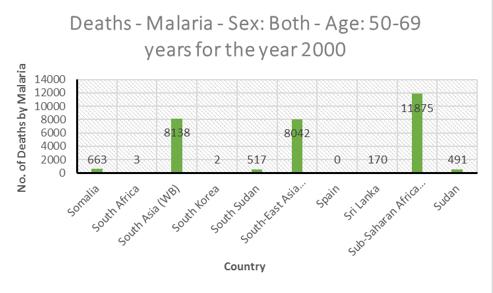 Deaths - Malaria - Sex: Both - Age: 50-69
years for the year 2000
No. of Deaths by Malaria
14000
12000
10000
8000
6000
4000
2000
0
663
3
8138
2
517
8042
0
170
11875
491
Somalia
South Africa
South Asia (WB)
South Korea
South Sudan
South-East Asia...
Spain
Sri Lanka
Sub-Saharan Africa...
Sudan
Country